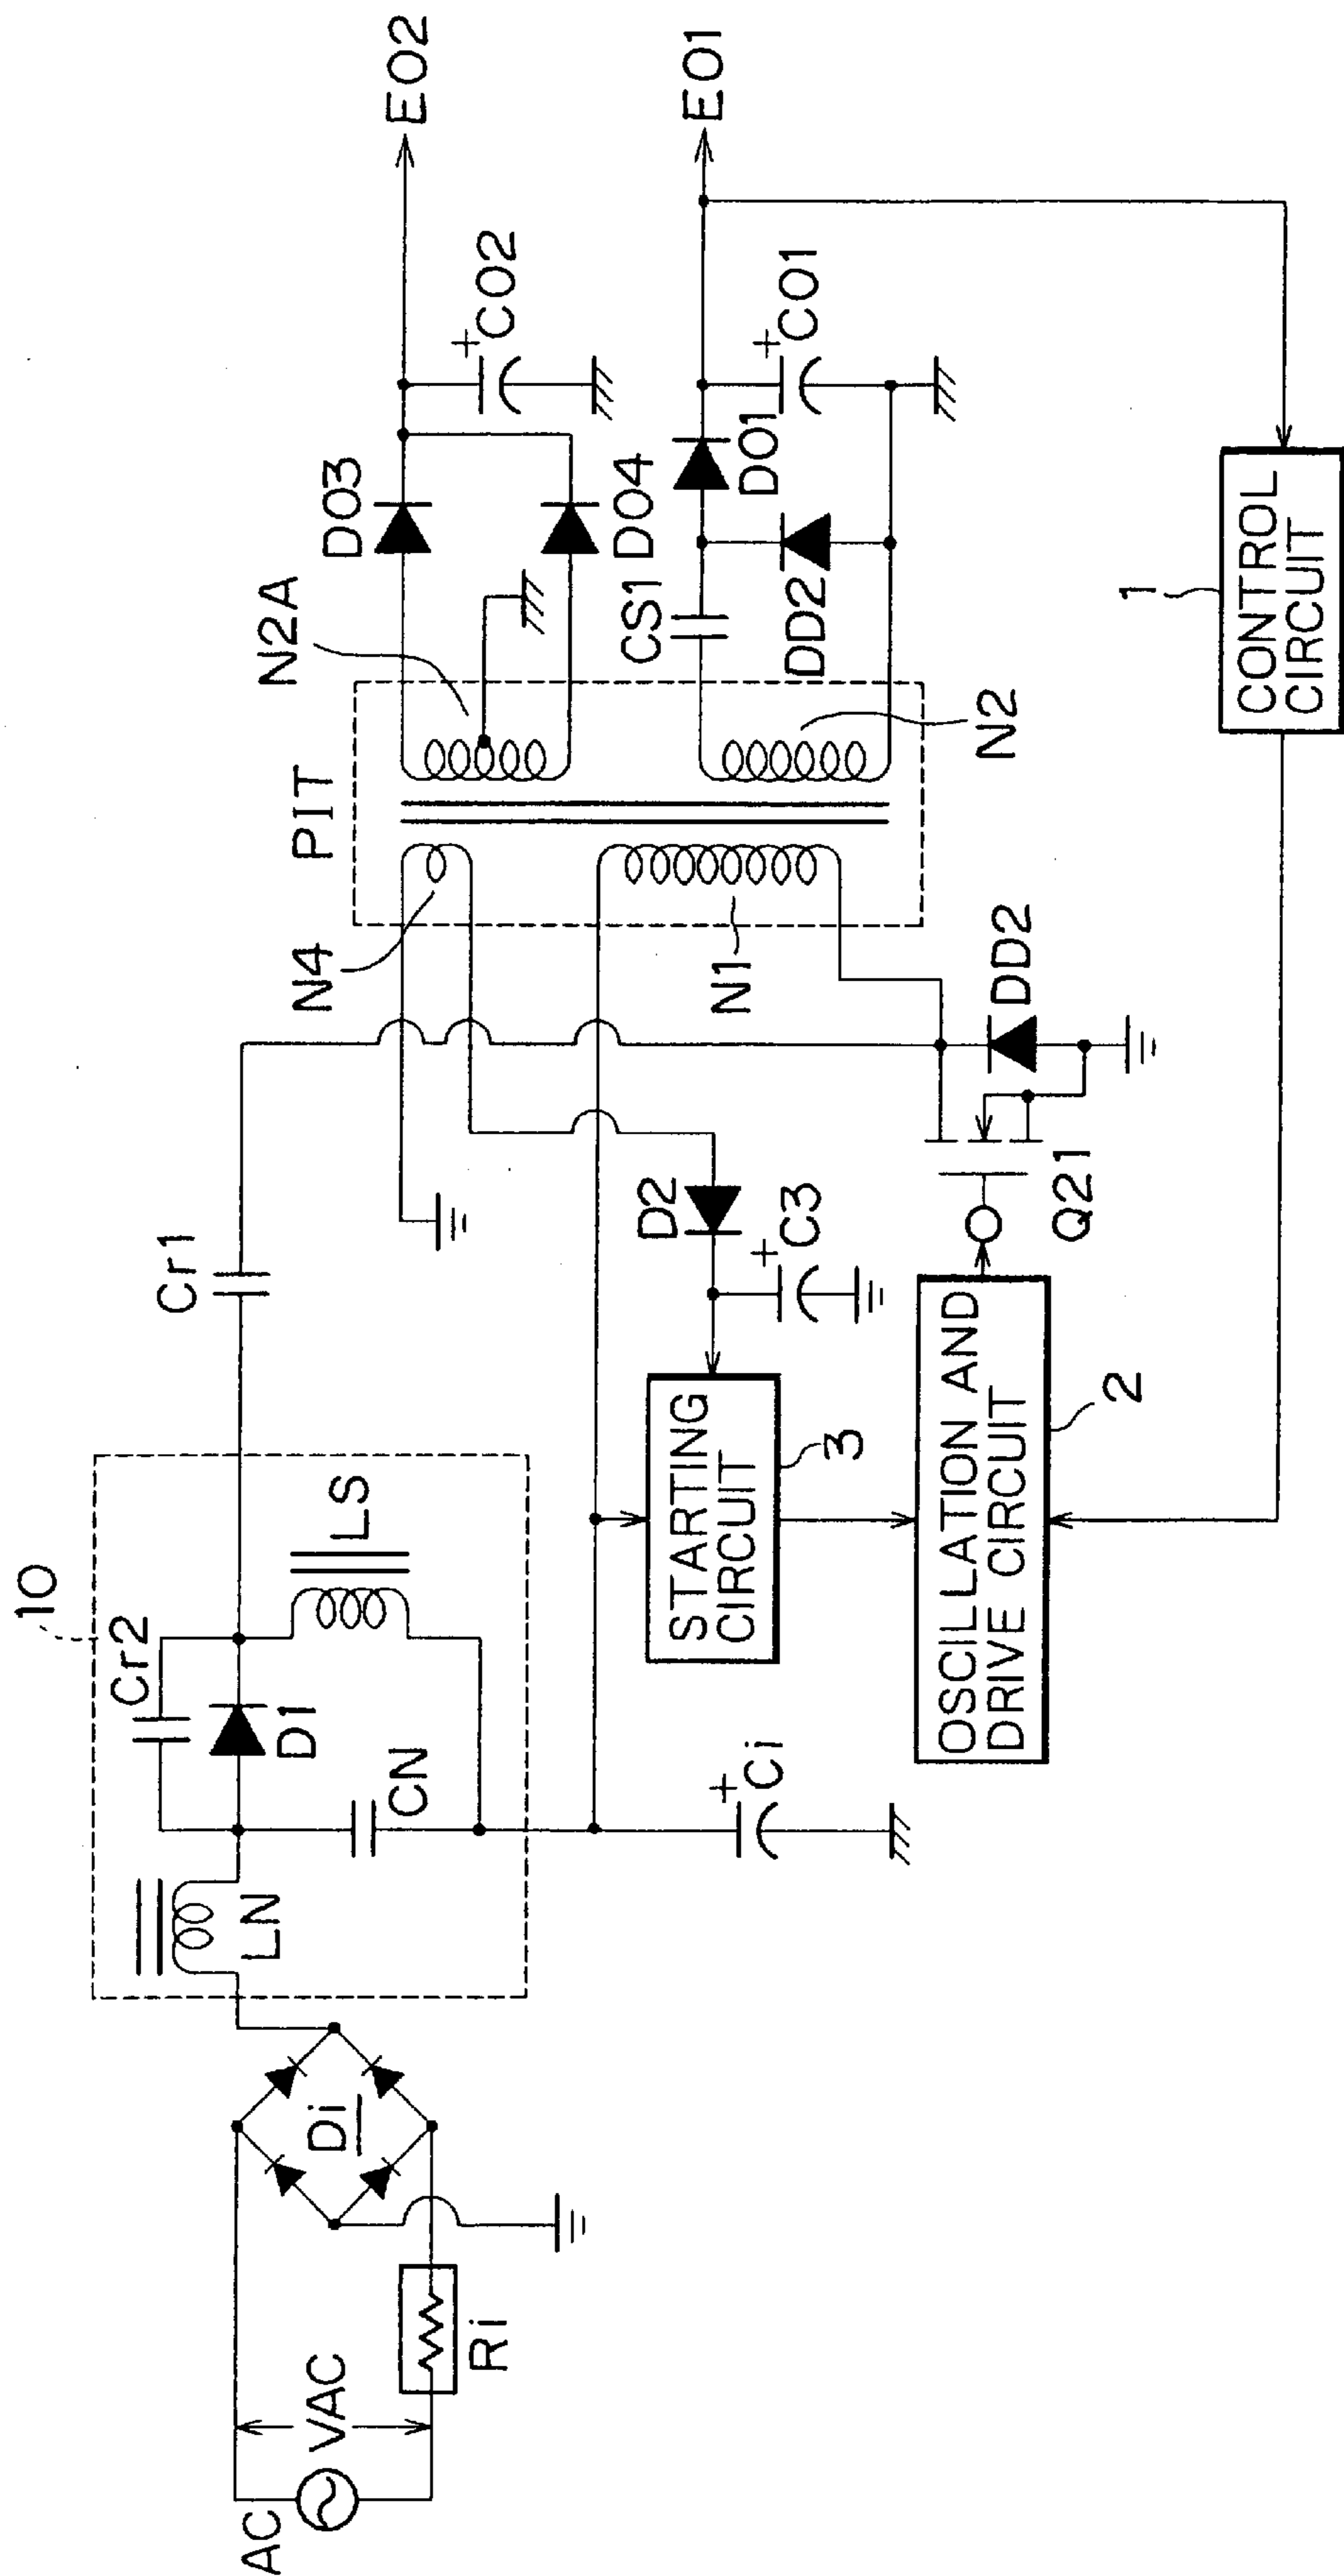 AC
VAC
Ri
Di
10
LN
Cr2
D1
CN
LS
Ci
Cr1
STARTING
CIRCUIT
3
OSCILLATION AND
DRIVE CIRCUIT
2
D2
+
C3
+
Q21
DD2
N4
N1
PIT
N2A
N2
DO3
DO4
CS1
DD2
DO1
+
CO2
+
CO1
EO2
EO1
1
CONTROL
CIRCUIT